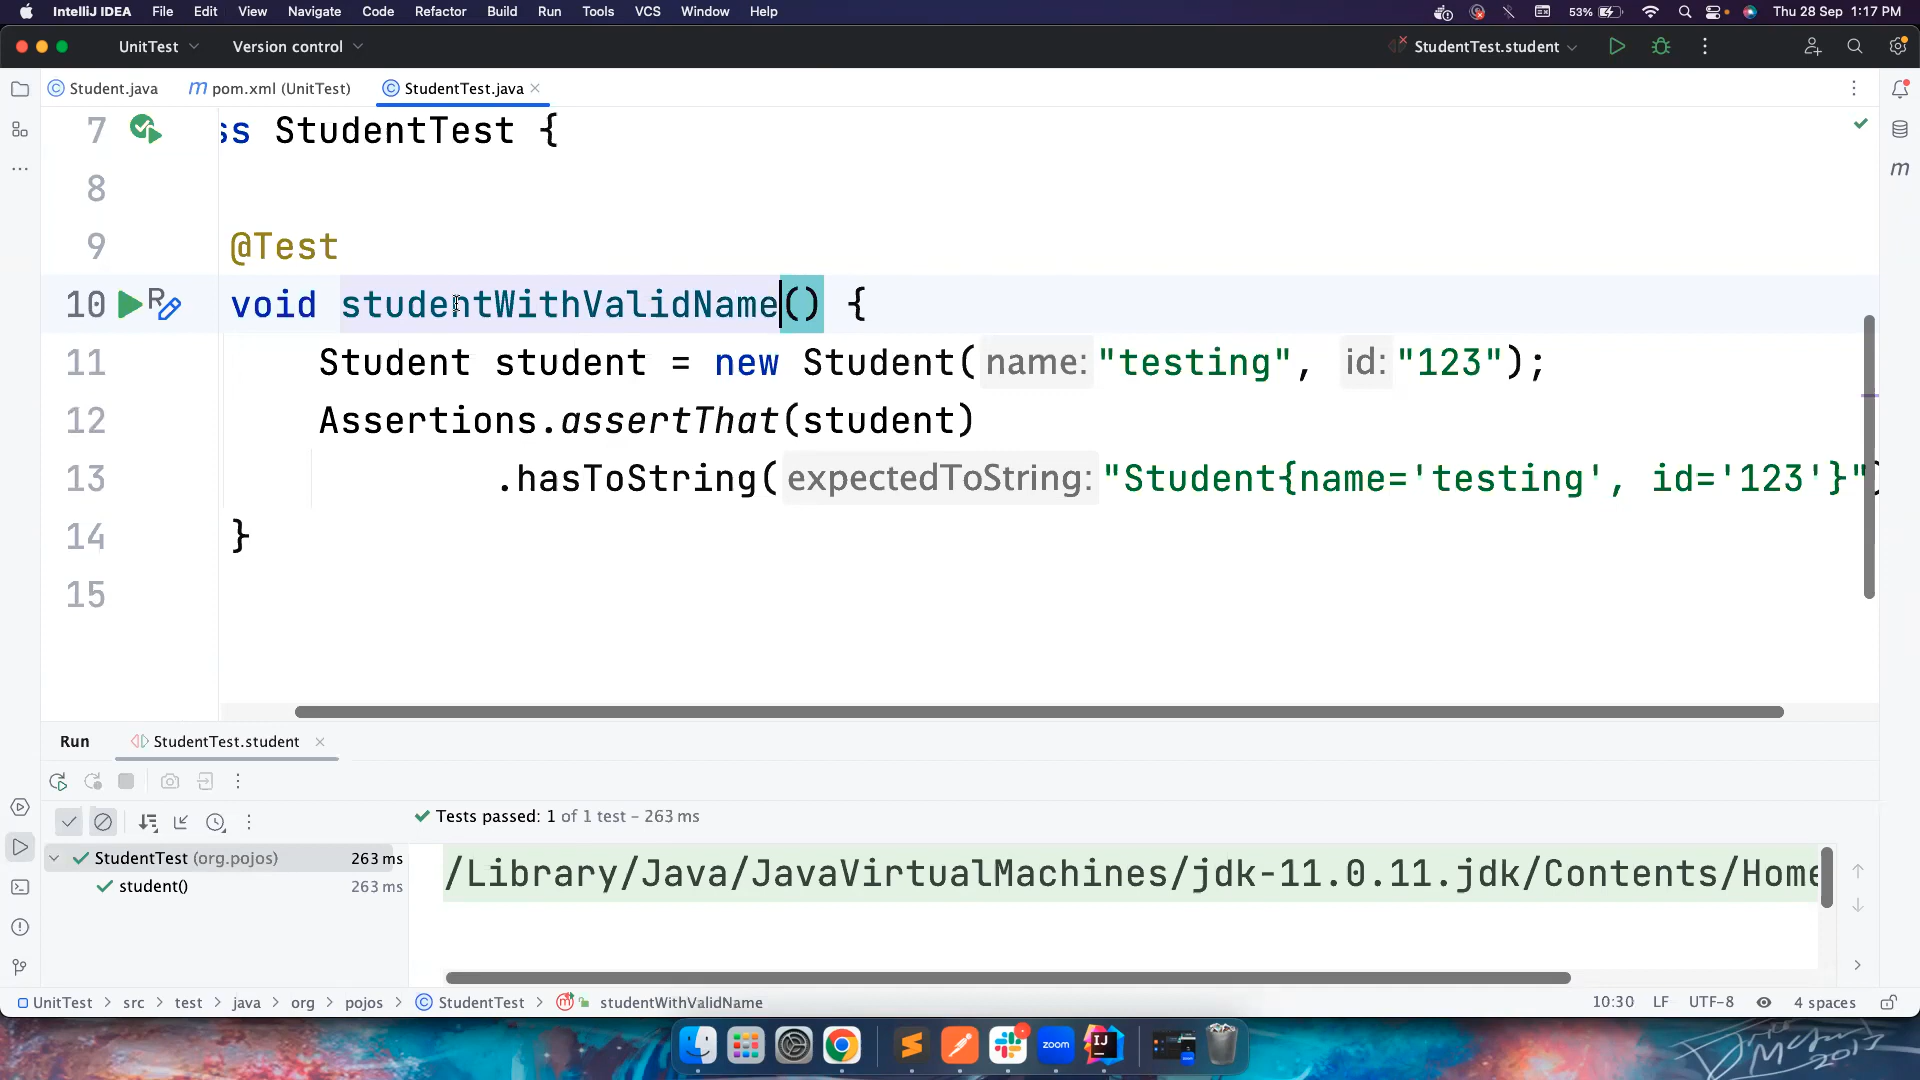 IntelliJ IDEA File Edit View Navigate Code Refactor Build Run Tools VCS Window Help 53% Thu 28 Sep 1:17 PM
UnitTest Version control StudentTest.student
Student.java pom.xml (UnitTest) StudentTest.java
7 ss StudentTest {
8
9 @Test
10 void studentWithValidName() {
11 Student student = new Student( name: "testing", id: "123");
12 Assertions.assertThat(student)
13 .hasToString( expectedToString: "Student{name='testing', id='123'}")
14 }
15
Run StudentTest.student
Tests passed: 1 of 1 test – 263 ms
StudentTest (org.pojos) 263 ms
student() 263 ms
/Library/Java/JavaVirtualMachines/jdk-11.0.11.jdk/Contents/Home
UnitTest > src > test > java > org > pojos > StudentTest > studentWithValidName 10:30 LF UTF-8 4 spaces
zoom
IJ
2017